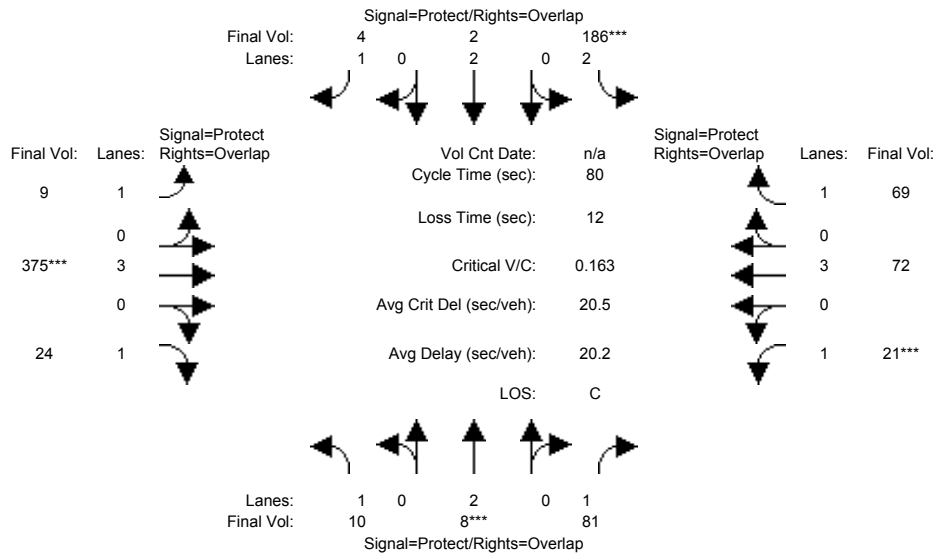 Signal=Protect/Rights=Overlap
Final Vol: 4 2 186***
Lanes: 1 0 2 0 2
Signal=Protect
Final Vol: Lanes: Rights=Overlap
Vol Cnt Date: n/a
Signal=Protect
Rights=Overlap Lanes: Final Vol:
Cycle Time (sec): 80
9 1
1 69
Loss Time (sec): 12
0
0
375*** 3
Critical V/C: 0.163
3 72
0
Avg Crit Del (sec/veh): 20.5
0
24 1
Avg Delay (sec/veh): 20.2
1 21***
LOS: C
Lanes: 1 0 2 0 1
Final Vol: 10 8*** 81
Signal=Protect/Rights=Overlap